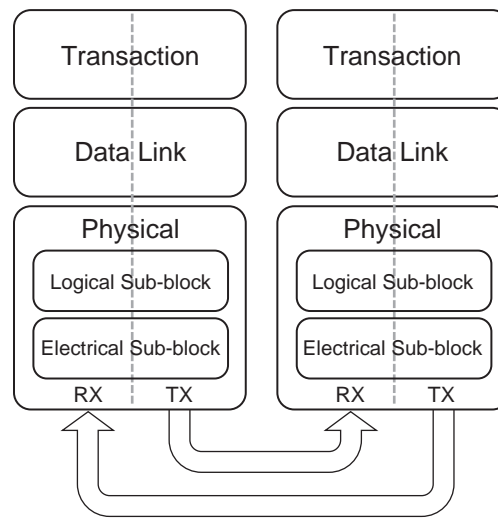 Transaction
Transaction
Data Link
Data Link
Physical
Physical
Logical Sub-block
Logical Sub-block
Electrical Sub-block
Electrical Sub-block
RX TX
RX TX